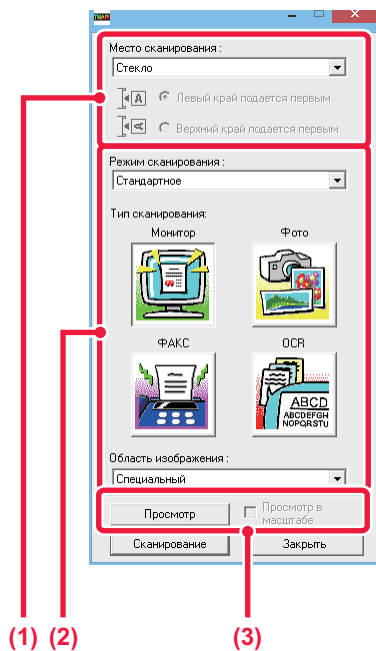 TWAIN
Место сканирования :
Стекло
A
Левый край подается первым
A
Верхний край подается первым
Режим сканирования :
Стандартное
Тип сканирования:
Монитор
Фото
ФАКС
OCR
ABCD
ABCDEFGH
NOPQRSTU
Область изображения :
Специальный
Просмотр
Просмотр в
масштабе
Сканирование
Закрыть
(1) (2) (3)